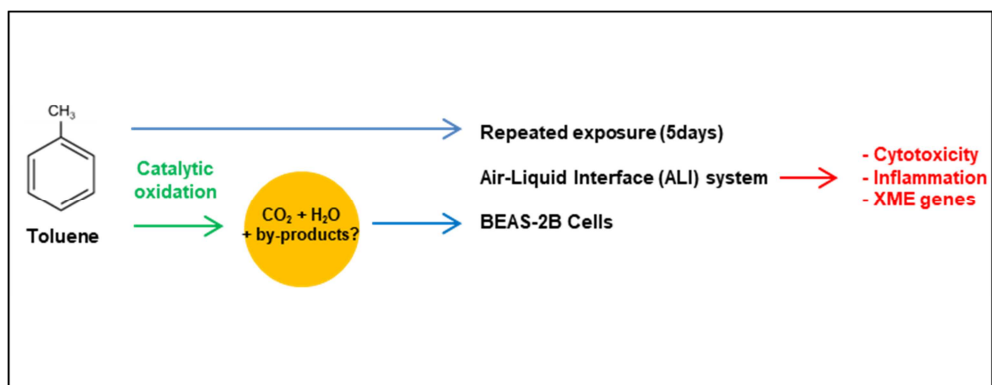 CH₃
Toluene
Catalytic
oxidation
CO₂ + H₂O
+ by-products?
Repeated exposure (5days)
Air-Liquid Interface (ALI) system
BEAS-2B Cells
- Cytotoxicity
- Inflammation
- XME genes